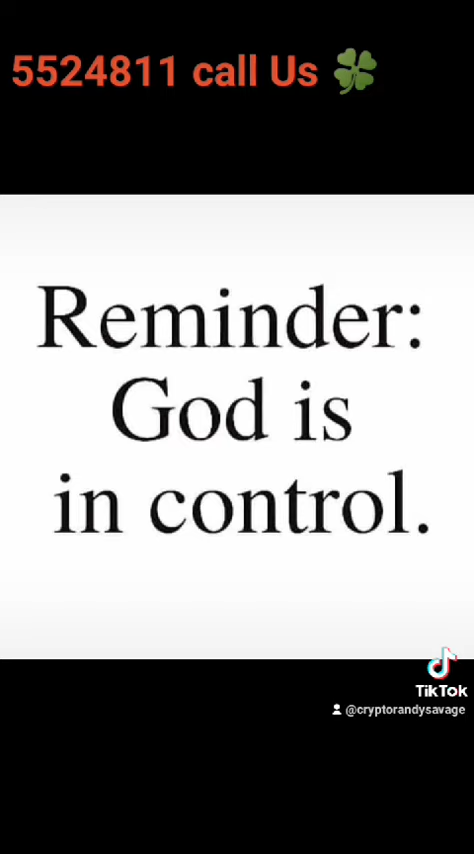 5524811 call Us 🍀
Reminder:
God is
in control.
TikTok
@cryptorandysavage